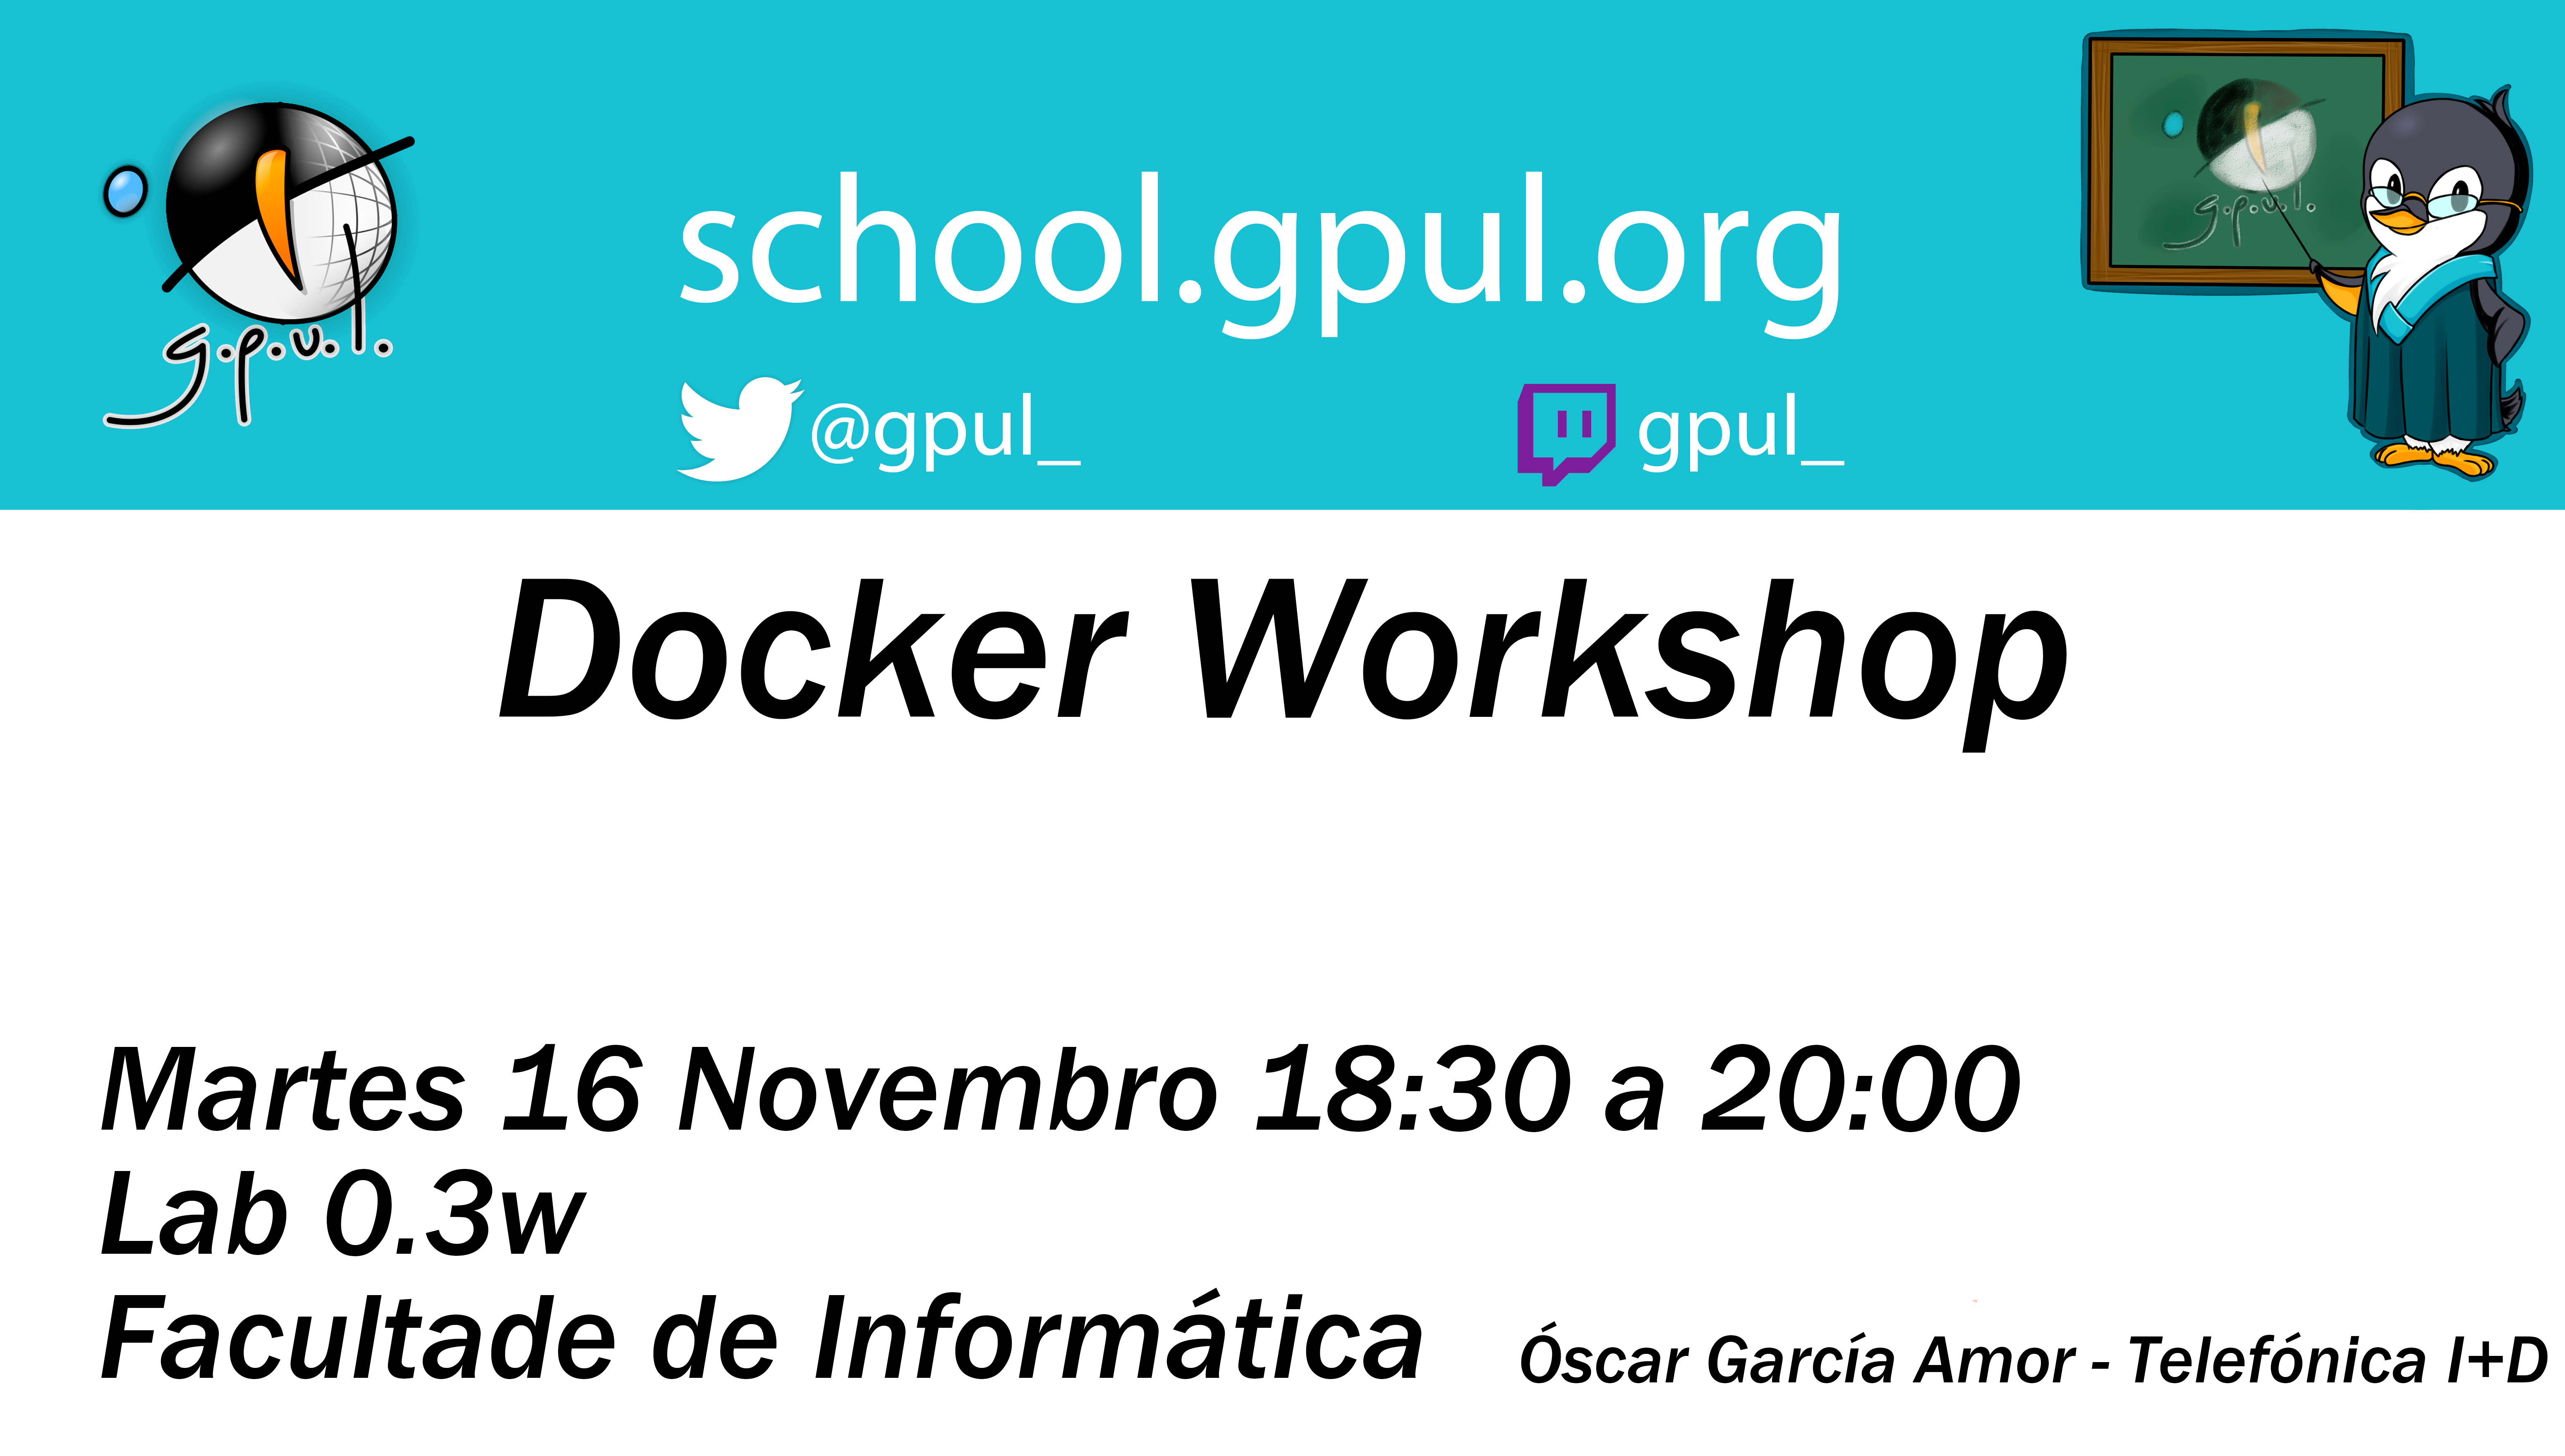 school.gpul.org
@gpul_
gpul_
g.p.u.l.
g.p.u.l.
Docker Workshop
Martes 16 Novembro 18:30 a 20:00
Lab 0.3w
Facultade de Informática
Óscar García Amor - Telefónica I+D